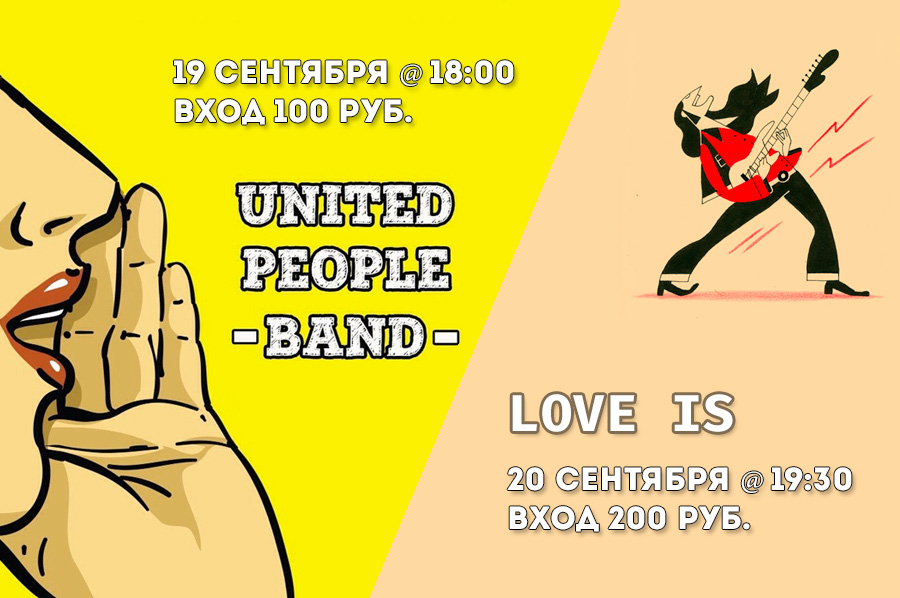 19 СЕНТЯБРЯ @ 18:00
ВХОД 100 РУБ.
UNITED
PEOPLE
-BAND-
LOVE IS
20 СЕНТЯБРЯ @ 19:30
ВХОД 200 РУБ.